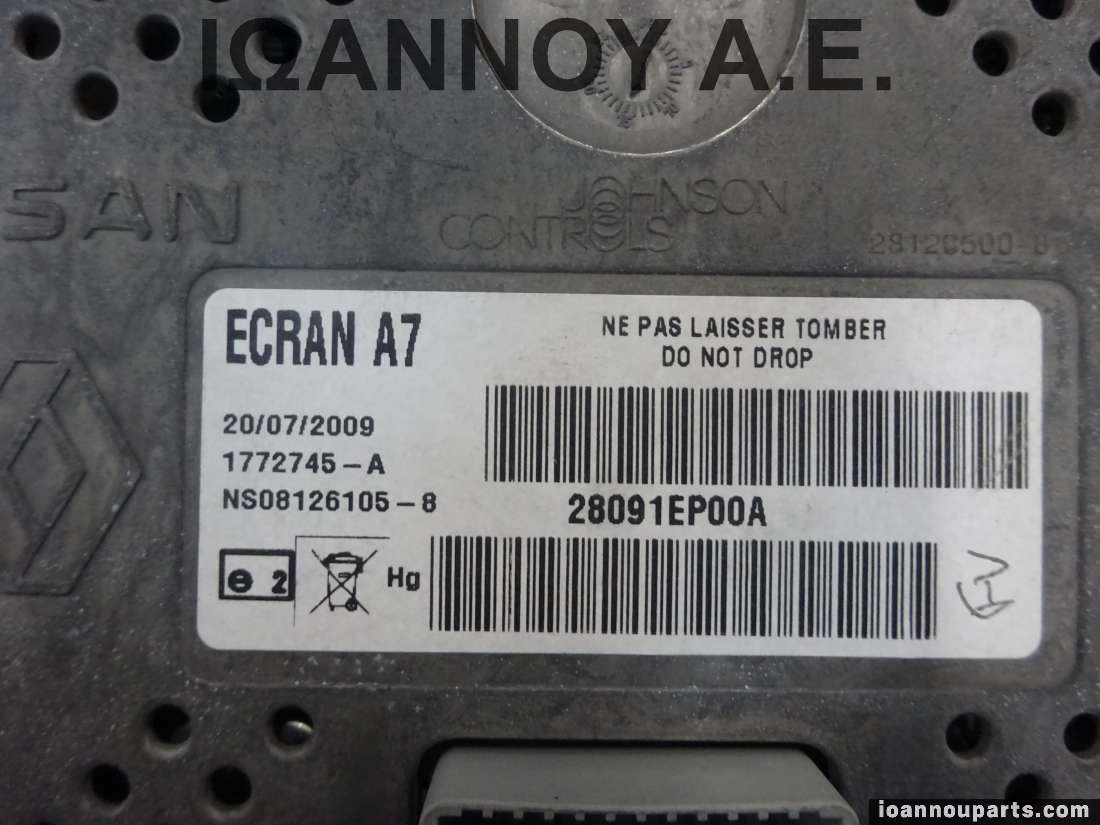 ΙΩΑΝΝΟΥ Α.Ε.
SAN
JOHNSON
CONTROLS
ECRAN A7
NE PAS LAISSER TOMBER
DO NOT DROP
20/07/2009
1772745-A
NS08126105-8
28091EP00A
2
Hg
ioannouparts.com